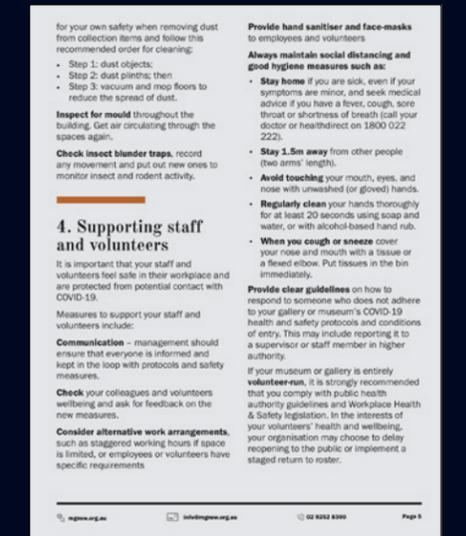 for your own safety when removing dust
from collection items and follow this
recommended order for cleaning:
• Step 1: dust objects;
• Step 2: dust plinths; then
• Step 3: vacuum and mop floors to
reduce the spread of dust.
Inspect for mould throughout the
building. Get air circulating through the
spaces again.
Check insect blunder traps, record
any movement and put out new ones to
monitor insect and rodent activity.
4. Supporting staff
and volunteers
It is important that your staff and
volunteers feel safe in their workplace and
are protected from potential contact with
COVID-19.
Measures to support your staff and
volunteers include:
Communication – management should
ensure that everyone is informed and
kept in the loop with protocols and safety
measures.
Check your colleagues and volunteers
wellbeing and ask for feedback on the
new measures.
Consider alternative work arrangements,
such as staggered working hours if space
is limited, or employees or volunteers have
specific requirements
Provide hand sanitiser and face-masks
to employees and volunteers
Always maintain social distancing and
good hygiene measures such as:
• Stay home if you are sick, even if your
symptoms are minor, and seek medical
advice if you have a fever, cough, sore
throat or shortness of breath (call your
doctor or healthdirect on 1800 022
222).
• Stay 1.5m away from other people
(two arms' length).
• Avoid touching your mouth, eyes, and
nose with unwashed (or gloved) hands.
• Regularly clean your hands thoroughly
for at least 20 seconds using soap and
water, or with alcohol-based hand rub.
• When you cough or sneeze cover
your nose and mouth with a tissue or
a flexed elbow. Put tissues in the bin
immediately.
Provide clear guidelines on how to
respond to someone who does not adhere
to your gallery or museum's COVID-19
health and safety protocols and conditions
of entry. This may include reporting it to
a supervisor or staff member in higher
authority.
If your museum or gallery is entirely
volunteer-run, it is strongly recommended
that you comply with public health
authority guidelines and Workplace Health
& Safety legislation. In the interests of
your volunteers' health and wellbeing,
your organisation may choose to delay
reopening to the public or implement a
staged return to roster.
mgnsw.org.au info@mgnsw.org.au 02 9252 8300 Page 5